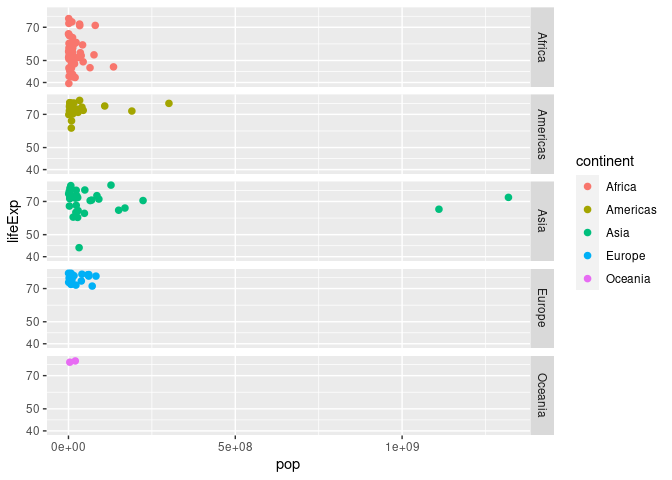 lifeExp
70
50
40
Africa
70
50
40
Americas
70
50
40
Asia
70
50
40
Europe
70
50
40
Oceania
0e+00
5e+08
1e+09
pop
continent
Africa
Americas
Asia
Europe
Oceania